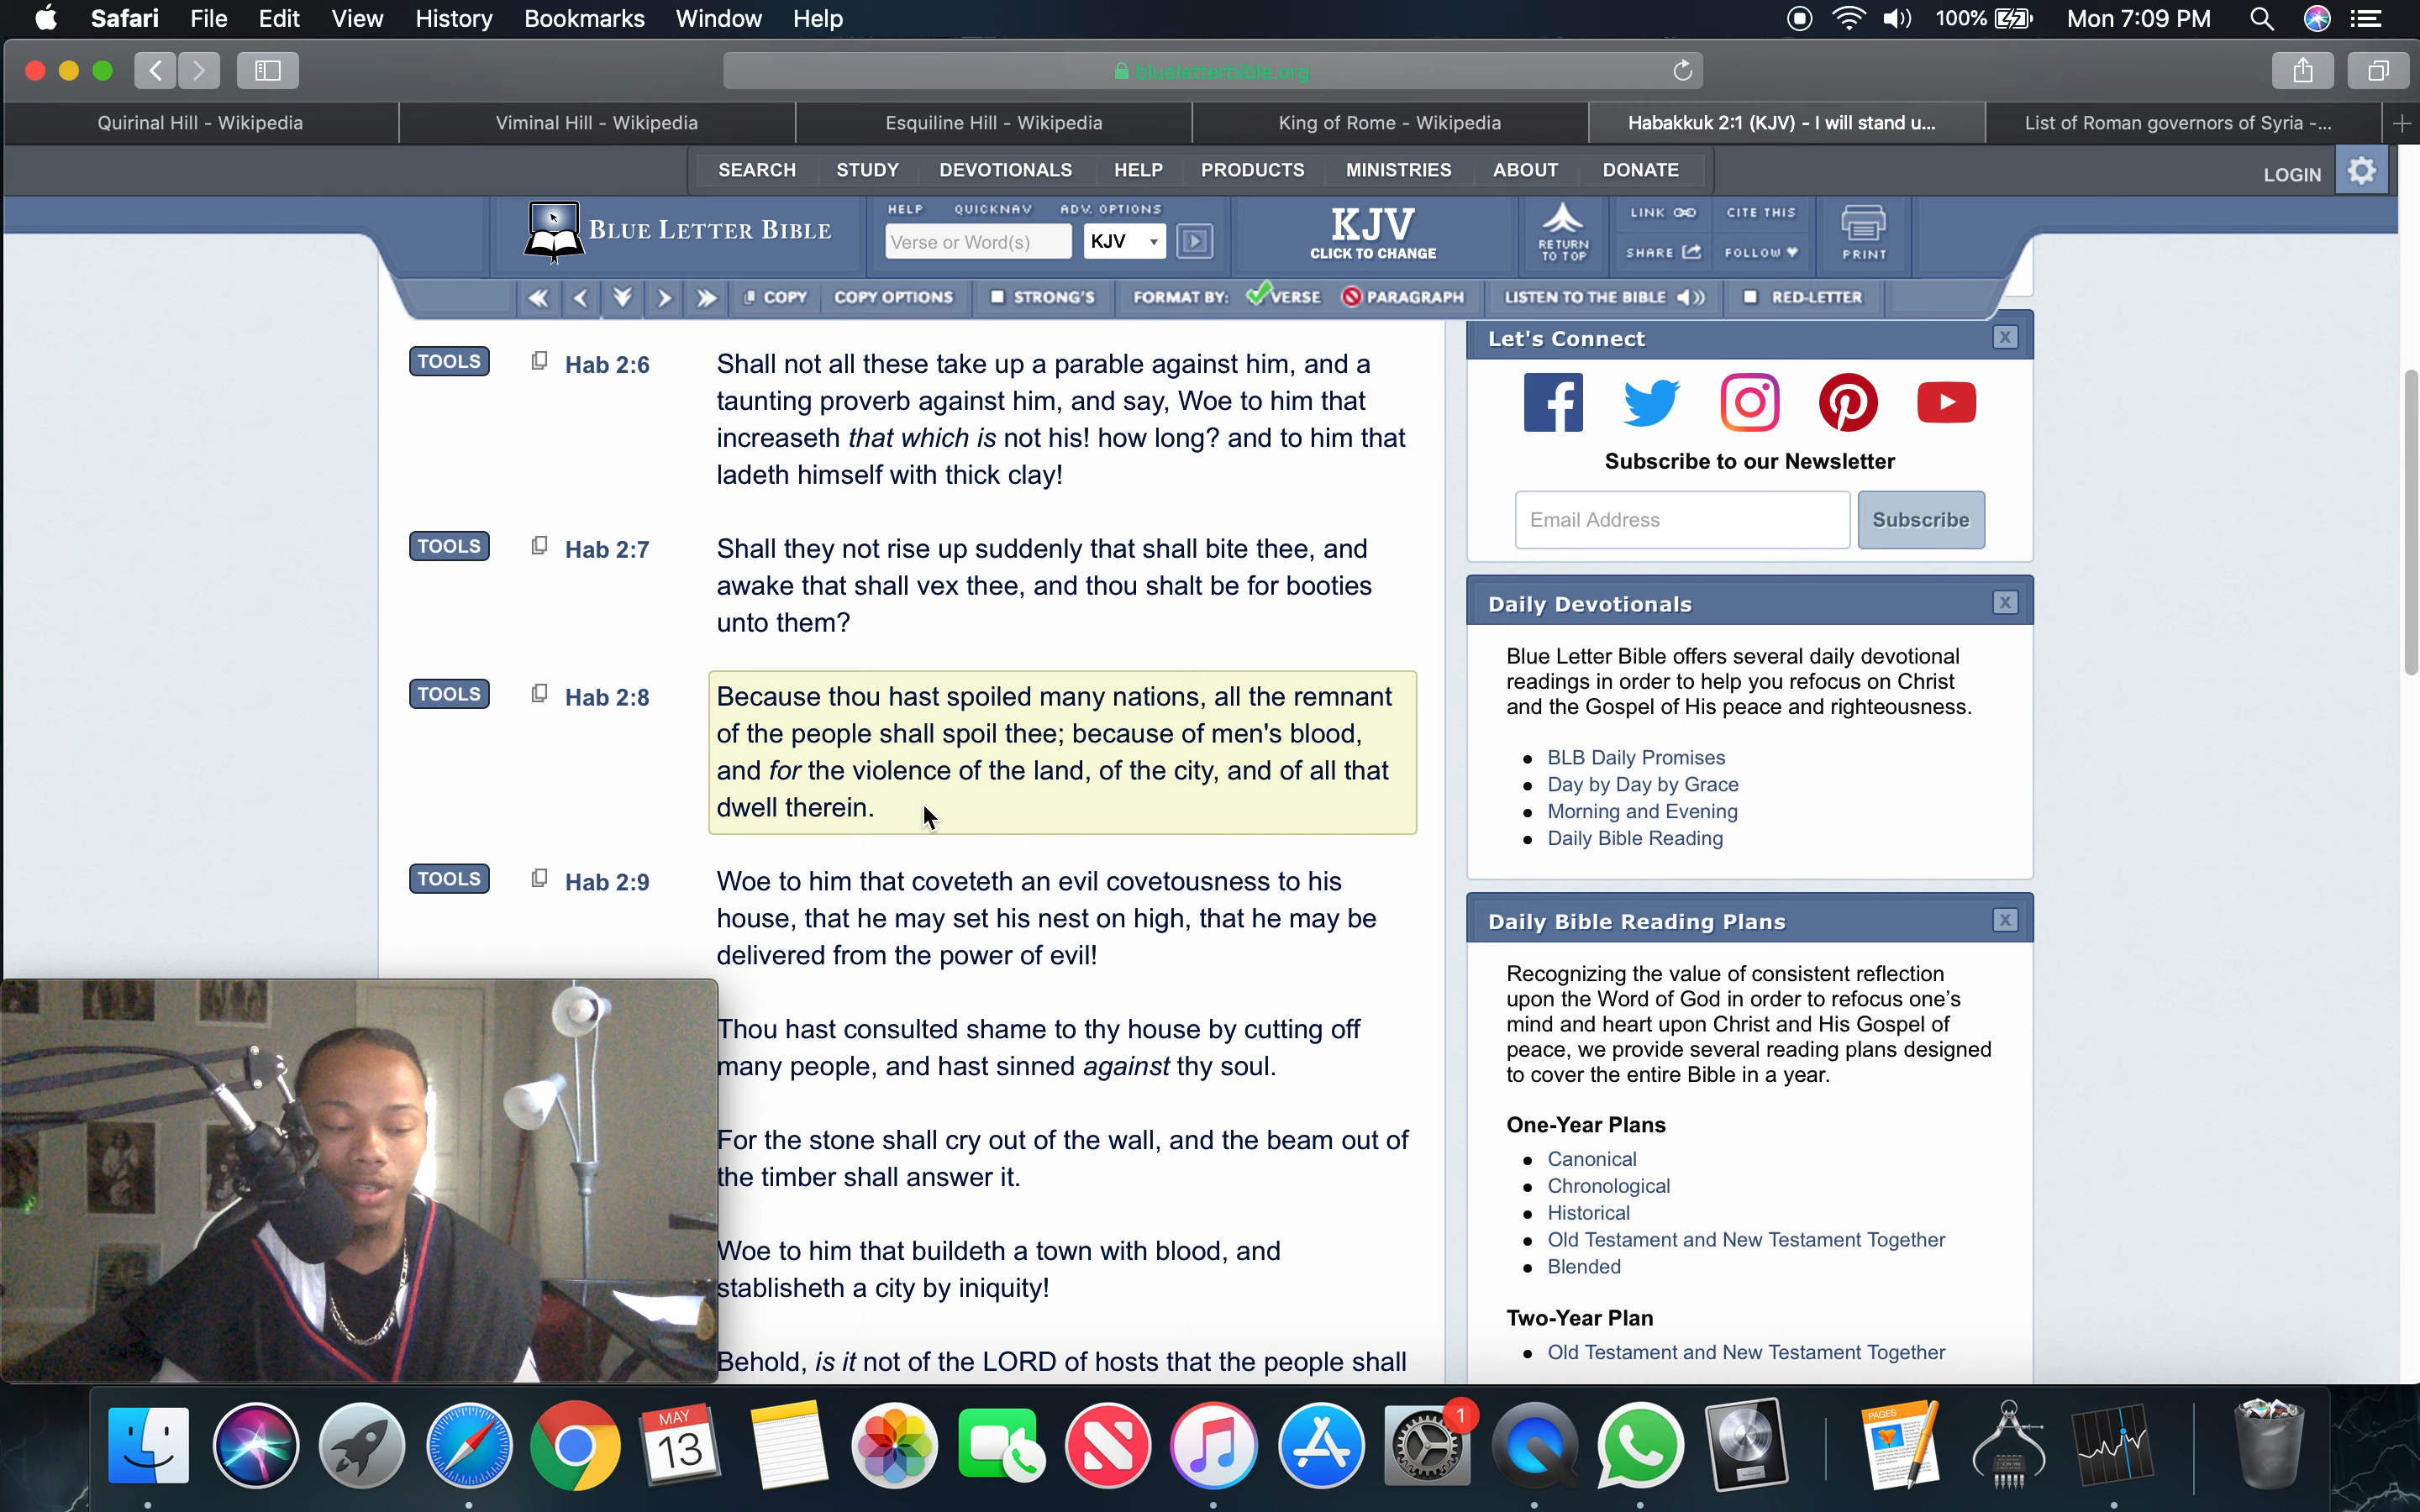 Safari File Edit View History Bookmarks Window Help 100% Mon 7:09 PM
blueletterbible.org
Quirinal Hill - Wikipedia Viminal Hill - Wikipedia Esquiline Hill - Wikipedia King of Rome - Wikipedia Habakkuk 2:1 (KJV) - I will stand u... List of Roman governors of Syria -...
SEARCH STUDY DEVOTIONALS HELP PRODUCTS MINISTRIES ABOUT DONATE LOGIN
BLUE LETTER BIBLE
HELP QUICKNAV ADV. OPTIONS
Verse or Word(s) KJV
KJV
CLICK TO CHANGE
RETURN
TO TOP
LINK CITE THIS
SHARE FOLLOW
PRINT
COPY COPY OPTIONS STRONG'S FORMAT BY: VERSE PARAGRAPH LISTEN TO THE BIBLE RED-LETTER
TOOLS Hab 2:6 Shall not all these take up a parable against him, and a
taunting proverb against him, and say, Woe to him that
increaseth that which is not his! how long? and to him that
ladeth himself with thick clay!
TOOLS Hab 2:7 Shall they not rise up suddenly that shall bite thee, and
awake that shall vex thee, and thou shalt be for booties
unto them?
TOOLS Hab 2:8 Because thou hast spoiled many nations, all the remnant
of the people shall spoil thee; because of men's blood,
and for the violence of the land, of the city, and of all that
dwell therein.
TOOLS Hab 2:9 Woe to him that coveteth an evil covetousness to his
house, that he may set his nest on high, that he may be
delivered from the power of evil!
Thou hast consulted shame to thy house by cutting off
many people, and hast sinned against thy soul.
For the stone shall cry out of the wall, and the beam out of
the timber shall answer it.
Woe to him that buildeth a town with blood, and
stablisheth a city by iniquity!
Behold, is it not of the LORD of hosts that the people shall
Let's Connect x
Subscribe to our Newsletter
Email Address Subscribe
Daily Devotionals x
Blue Letter Bible offers several daily devotional
readings in order to help you refocus on Christ
and the Gospel of His peace and righteousness.
BLB Daily Promises
Day by Day by Grace
Morning and Evening
Daily Bible Reading
Daily Bible Reading Plans x
Recognizing the value of consistent reflection
upon the Word of God in order to refocus one's
mind and heart upon Christ and His Gospel of
peace, we provide several reading plans designed
to cover the entire Bible in a year.
One-Year Plans
Canonical
Chronological
Historical
Old Testament and New Testament Together
Blended
Two-Year Plan
Old Testament and New Testament Together
MAY
13
1
PAGES